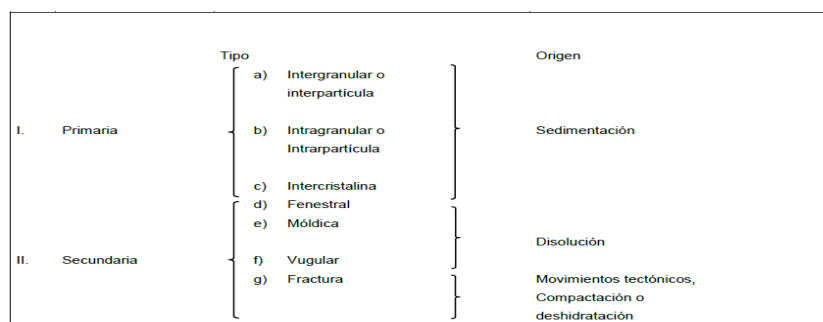 Tipo Origen
a) Intergranular o
interpartícula
I. Primaria b) Intragranular o Sedimentación
Intrarpartícula
c) Intercristalina
d) Fenestral
e) Móldica
Disolución
II. Secundaria f) Vugular
g) Fractura Movimientos tectónicos,
Compactación o
deshidratación